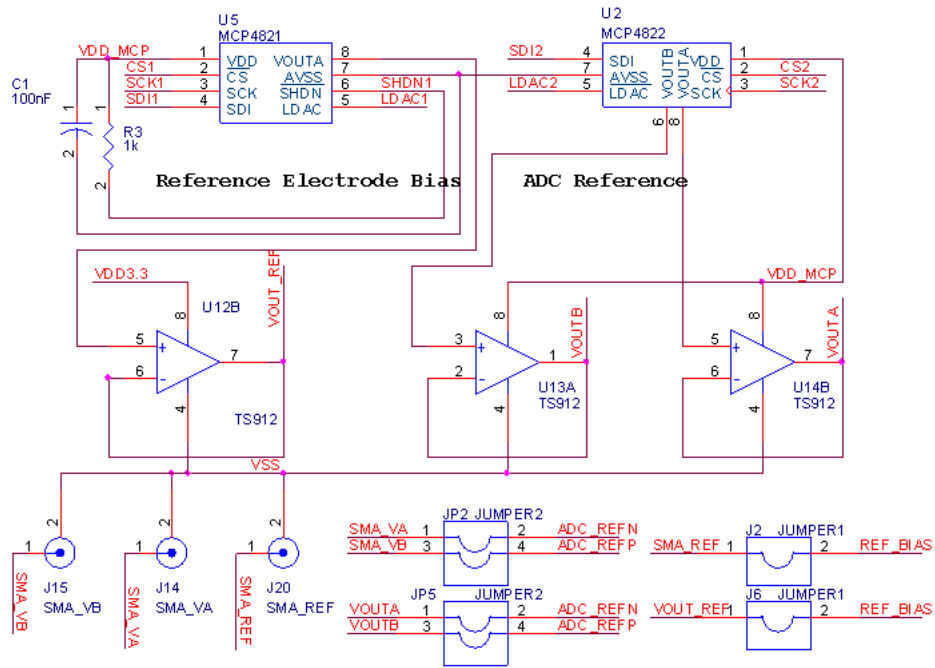 U5
MCP4821
U2
MCP4822
VDD_MCP 1 VDD VOUTA 8
CS1 2 CS AVSS 7
SCK1 3 SCK SHDN 6 SHDN1
SDI1 4 SDI LDAC 5 LDAC1
SDI2 4 SDI VOUTB VOUTA VDD 1
7 AVSS CS 2 CS2
LDAC2 5 LDAC SCK 3 SCK2
6 8
C1
100nF
1 2
R3
1k
1 2
Reference Electrode Bias
ADC Reference
VDD3.3
VOUT_REF
U12B
8
5 +
6 -
7
4
TS912
VOUTB
8
3 +
2 -
1
4
U13A
TS912
VDD_MCP
VOUTA
8
5 +
6 -
7
4
U14B
TS912
VSS
2
1
J15
SMA_VB
SMA_VB
2
1
J14
SMA_VA
SMA_VA
2
1
J20
SMA_REF
SMA_REF
JP2 JUMPER2
SMA_VA 1 2 ADC_REFN
SMA_VB 3 4 ADC_REFP
J2 JUMPER1
SMA_REF 1 2 REF_BIAS
JP5 JUMPER2
VOUTA 1 2 ADC_REFN
VOUTB 3 4 ADC_REFP
J6 JUMPER1
VOUT_REF 1 2 REF_BIAS